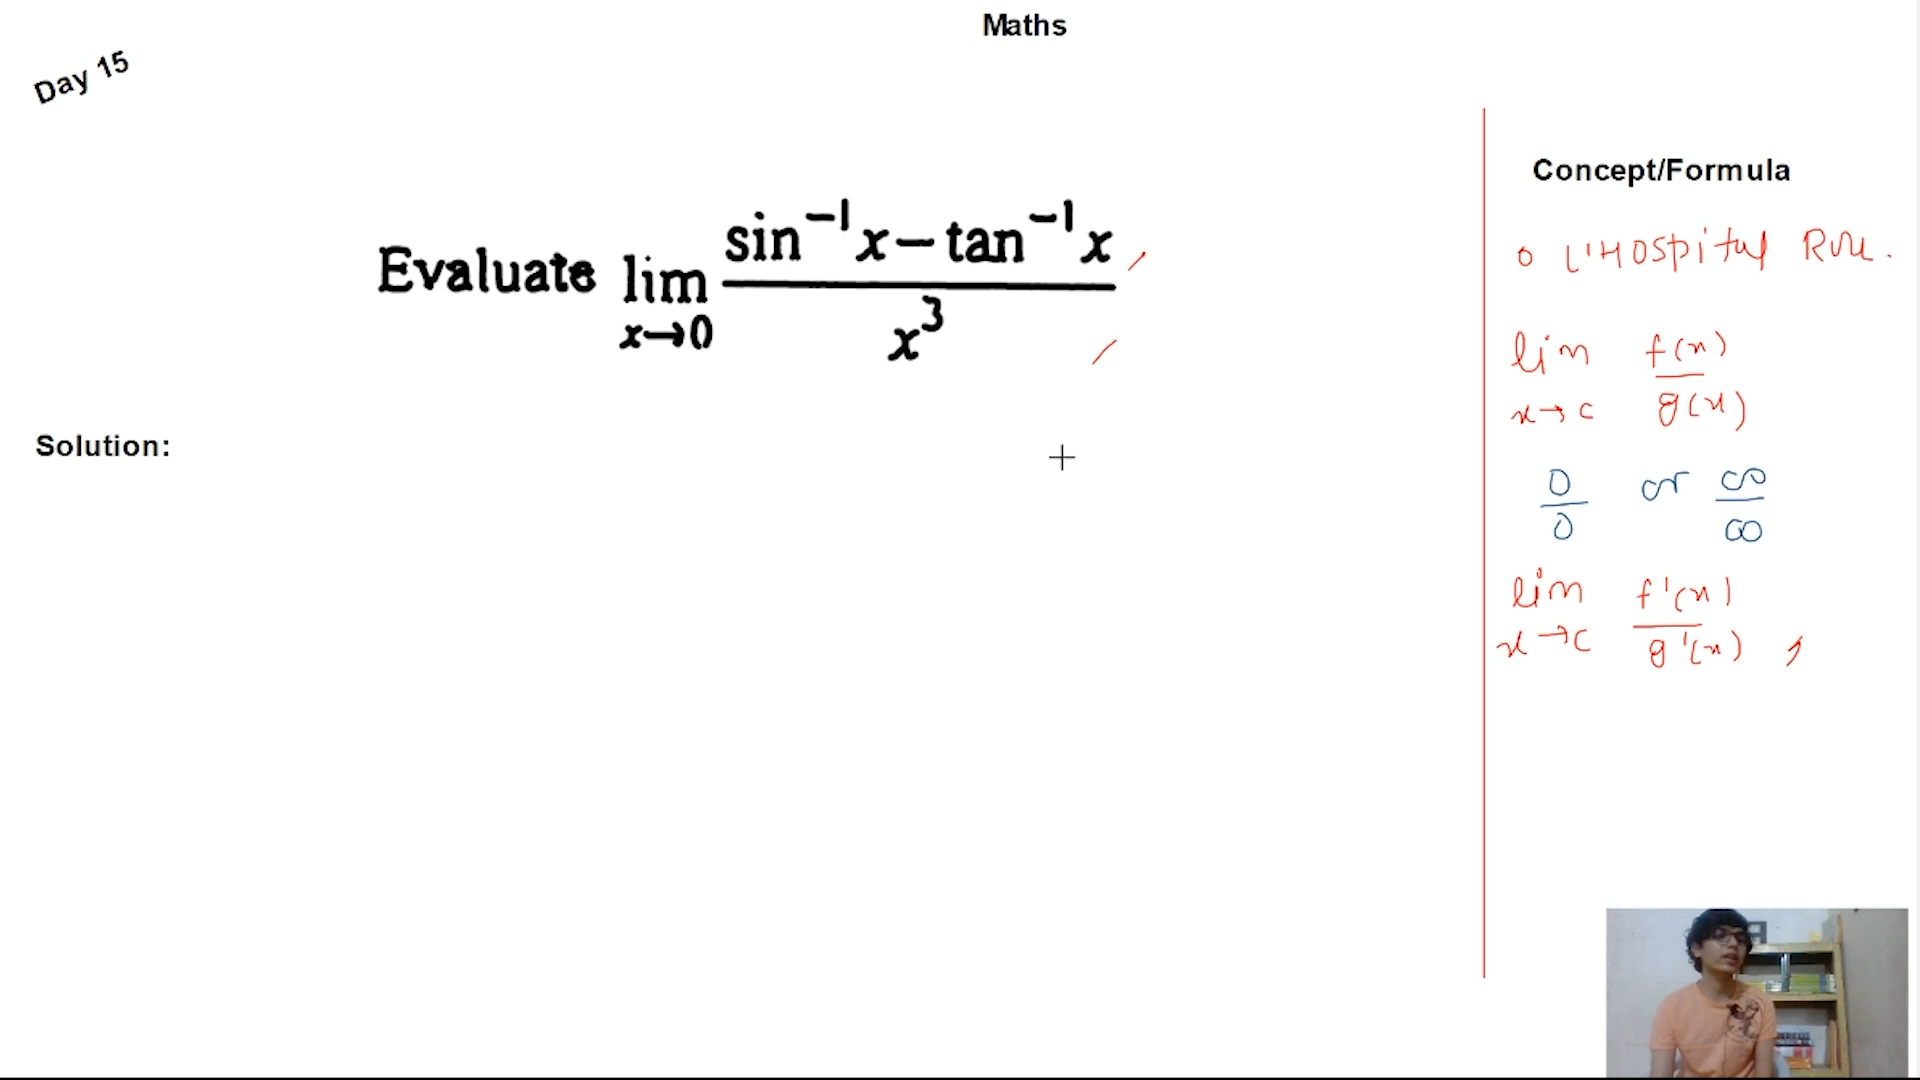 Maths
Day 15
Evaluate lim x→0 (sin⁻¹x − tan⁻¹x) / x³
Solution:
Concept/Formula
o L'Hospital Rule.
lim x→c f(x)/g(x)
0/0 or ∞/∞
lim x→c f'(x)/g'(x) ,